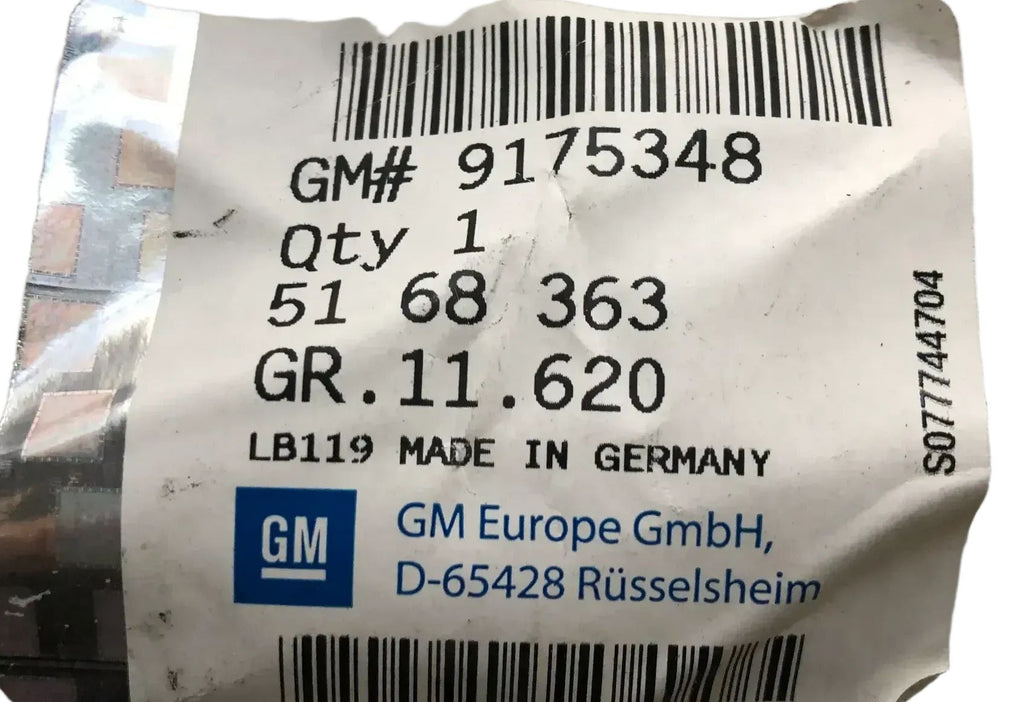 GM# 9175348
Qty 1
51 68 363
GR.11.620
LB119 MADE IN GERMANY
GM
GM Europe GmbH,
D-65428 Rüsselsheim
S077744704